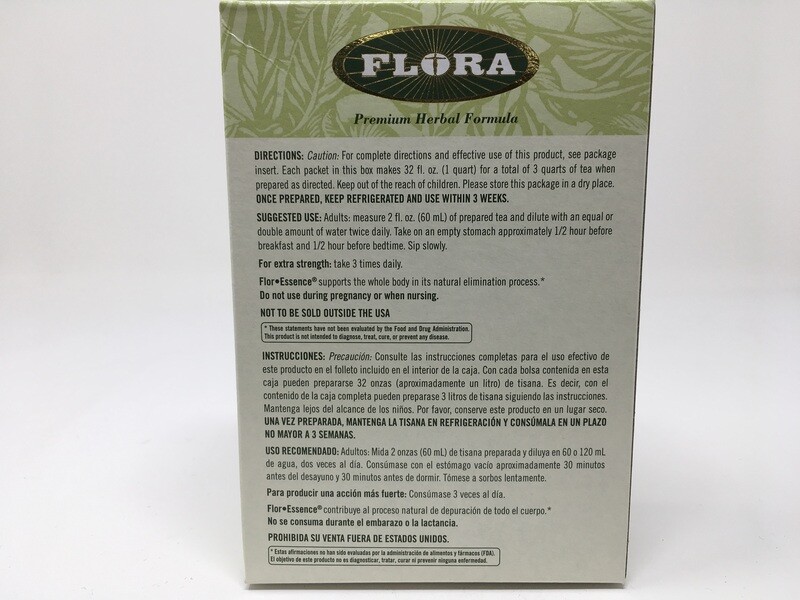 FLORA
Premium Herbal Formula
DIRECTIONS: Caution: For complete directions and effective use of this product, see package
insert. Each packet in this box makes 32 fl. oz. (1 quart) for a total of 3 quarts of tea when
prepared as directed. Keep out of the reach of children. Please store this package in a dry place.
ONCE PREPARED, KEEP REFRIGERATED AND USE WITHIN 3 WEEKS.
SUGGESTED USE: Adults: measure 2 fl. oz. (60 mL) of prepared tea and dilute with an equal or
double amount of water twice daily. Take on an empty stomach approximately 1/2 hour before
breakfast and 1/2 hour before bedtime. Sip slowly.
For extra strength: take 3 times daily.
Flor•Essence® supports the whole body in its natural elimination process.*
Do not use during pregnancy or when nursing.
NOT TO BE SOLD OUTSIDE THE USA
* These statements have not been evaluated by the Food and Drug Administration.
This product is not intended to diagnose, treat, cure, or prevent any disease.
INSTRUCCIONES: Precaución: Consulte las instrucciones completas para el uso efectivo de
este producto en el folleto incluido en el interior de la caja. Con cada bolsa contenida en esta
caja pueden prepararse 32 onzas (aproximadamente un litro) de tisana. Es decir, con el
contenido de la caja completa pueden preparase 3 litros de tisana siguiendo las instrucciones.
Mantenga lejos del alcance de los niños. Por favor, conserve este producto en un lugar seco.
UNA VEZ PREPARADA, MANTENGA LA TISANA EN REFRIGERACIÓN Y CONSÚMALA EN UN PLAZO
NO MAYOR A 3 SEMANAS.
USO RECOMENDADO: Adultos: Mida 2 onzas (60 mL) de tisana preparada y diluya en 60 o 120 mL
de agua, dos veces al día. Consúmase con el estómago vacío aproximadamente 30 minutos
antes del desayuno y 30 minutos antes de dormir. Tómese a sorbos lentamente.
Para producir una acción más fuerte: Consúmase 3 veces al día.
Flor•Essence® contribuye al proceso natural de depuración de todo el cuerpo.*
No se consuma durante el embarazo o la lactancia.
PROHIBIDA SU VENTA FUERA DE ESTADOS UNIDOS.
* Estas afirmaciones no han sido evaluadas por la administración de alimentos y fármacos (FDA).
El objetivo de este producto no es diagnosticar, tratar, curar ni prevenir ninguna enfermedad.